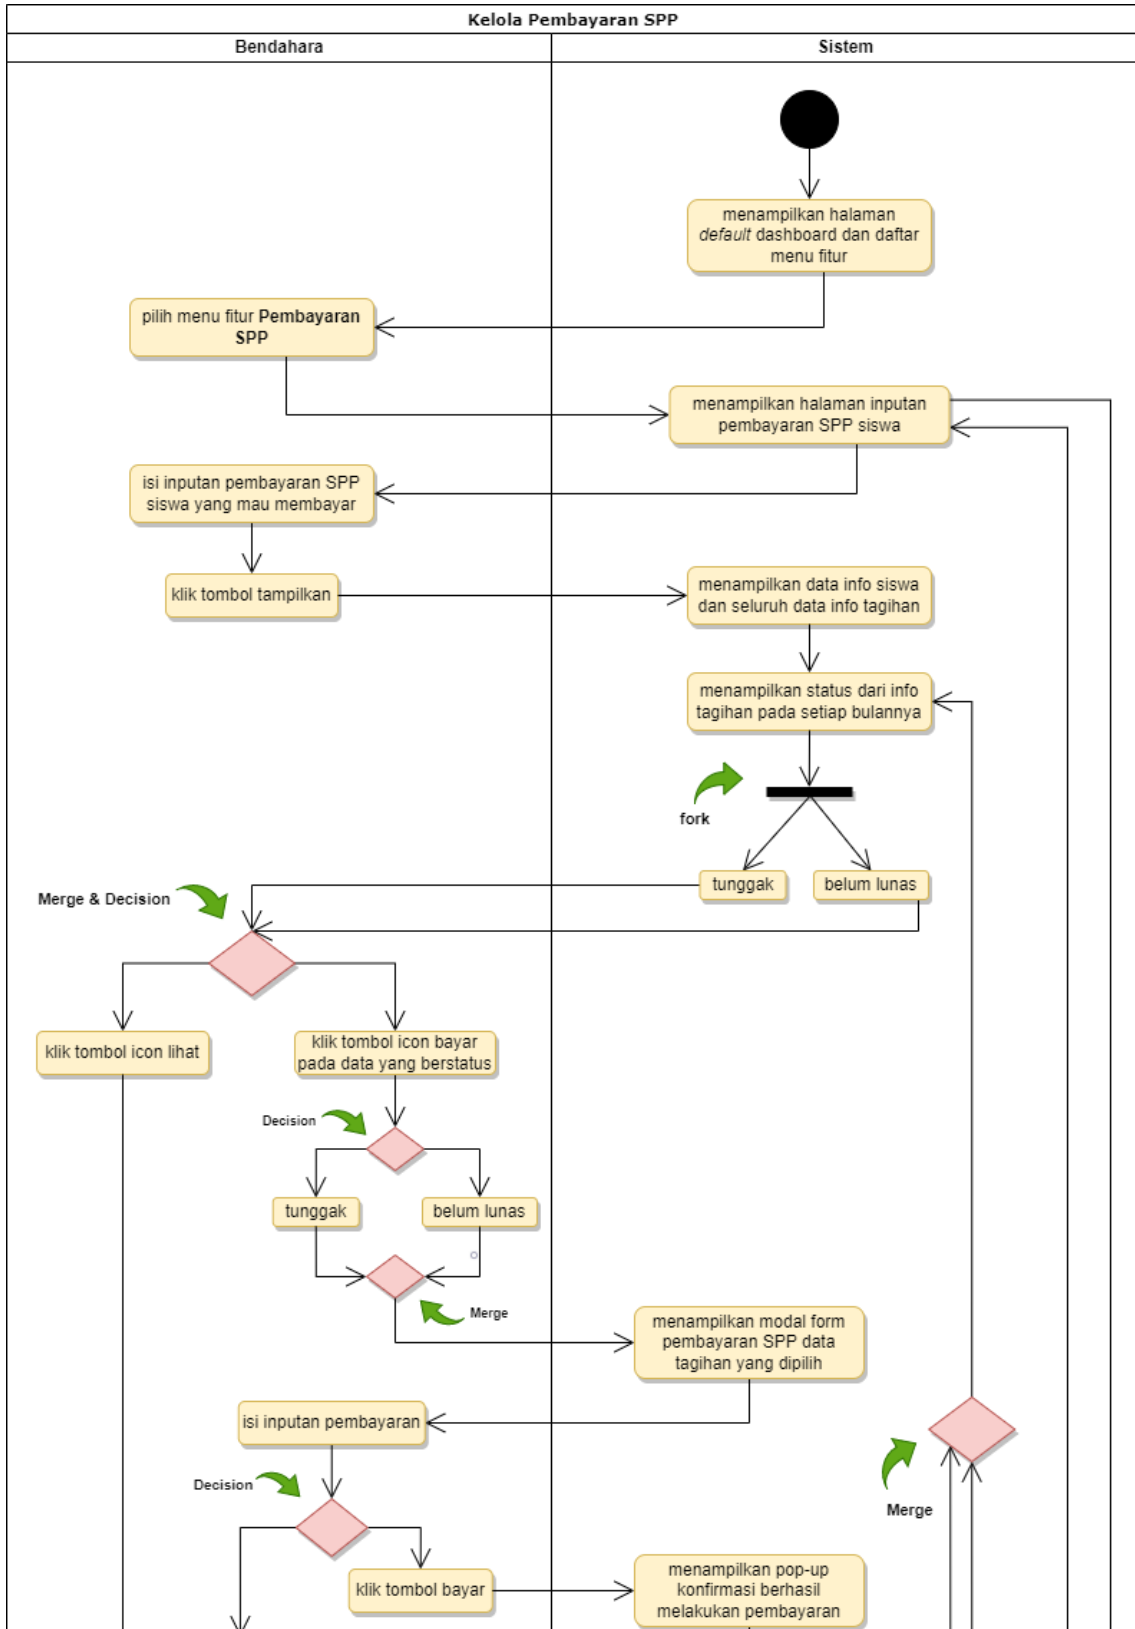 Kelola Pembayaran SPP
Bendahara
Sistem
menampilkan halaman
default dashboard dan daftar
menu fitur
pilih menu fitur Pembayaran
SPP
menampilkan halaman inputan
pembayaran SPP siswa
isi inputan pembayaran SPP
siswa yang mau membayar
klik tombol tampilkan
menampilkan data info siswa
dan seluruh data info tagihan
menampilkan status dari info
tagihan pada setiap bulannya
fork
tunggak
belum lunas
Merge & Decision
klik tombol icon lihat
klik tombol icon bayar
pada data yang berstatus
Decision
tunggak
belum lunas
Merge
menampilkan modal form
pembayaran SPP data
tagihan yang dipilih
isi inputan pembayaran
Decision
Merge
klik tombol bayar
menampilkan pop-up
konfirmasi berhasil
melakukan pembayaran